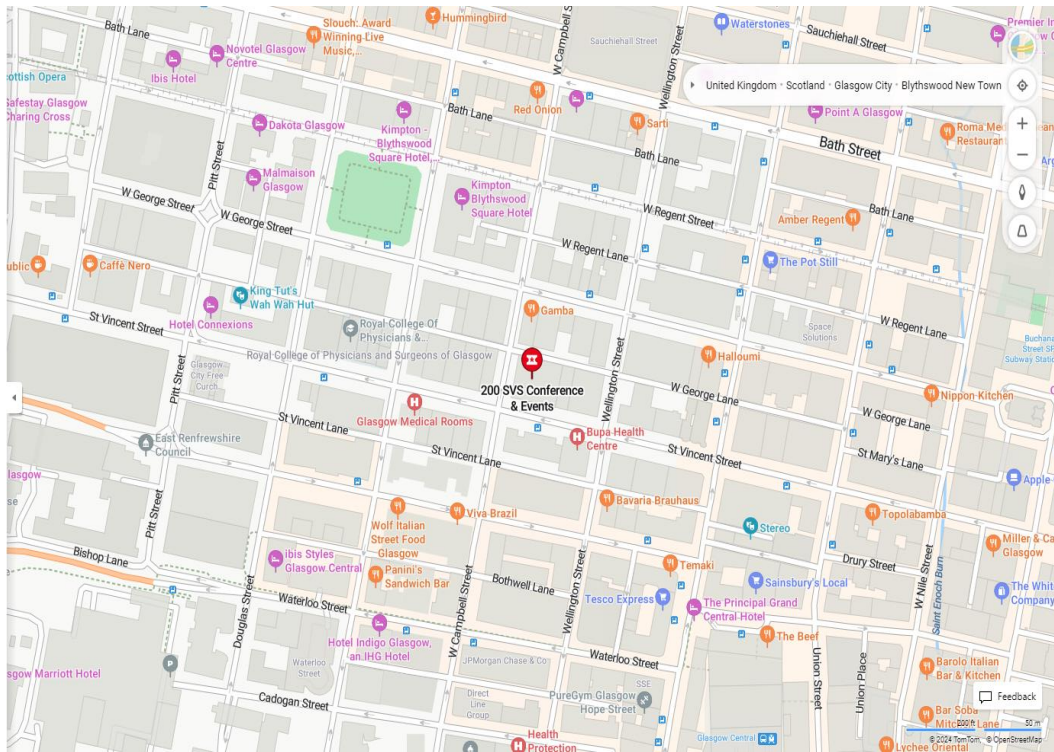 Slouch: Award
Winning Live
Music,...
Hummingbird
Waterstones
Premier In
Bath Lane
Novotel Glasgow
Centre
Ibis Hotel
W Campbell Street
Sauchiehall Street
Wellington Street
Sauchiehall Street
cottish Opera
Safestay Glasgow
Charing Cross
United Kingdom · Scotland · Glasgow City · Blythswood New Town
Red Onion
Bath Lane
Kimpton -
Blythswood
Square Hotel,...
Dakota Glasgow
Sarti
Point A Glasgow
Roma Med
Restauran
Bath Street
Bath Lane
Pitt Street
Malmaison
Glasgow
Kimpton
Blythswood
Square Hotel
W George Street
W George Street
W Regent Street
Amber Regent
Bath Lane
W Regent Lane
The Pot Still
ublic
Caffè Nero
King Tut's
Wah Wah Hut
Hotel Connexions
St Vincent Street
Royal College Of
Physicians &...
Royal College of Physicians and Surgeons of Glasgow
Gamba
Space
Solutions
W Regent Lane
Buchana
Street SP
Subway Statio
Halloumi
Glasgow
City Free
Curch...
Pitt Street
200 SVS Conference
& Events
Wellington Street
W George Lane
Nippon Kitchen
W George Lane
Glasgow Medical Rooms
St Vincent Lane
East Renfrewshire
Council
Bupa Health
Centre
St Vincent Lane
St Vincent Street
St Mary's Lane
Apple
lasgow
se
Pitt Street
Wolf Italian
Street Food
Glasgow
Viva Brazil
Bavaria Brauhaus
Stereo
Topolabamba
Miller & Ca
Glasgow
Drury Street
Bishop Lane
ibis Styles
Glasgow Central
Panini's
Sandwich Bar
Bothwell Lane
Temaki
Sainsbury's Local
Tesco Express
W Nile Street
Saint Enoch Burn
The Whit
Company
Douglas Street
Waterloo Street
W Campbell Street
Wellington Street
The Principal Grand
Central Hotel
The Beef
Hotel Indigo Glasgow,
an IHG Hotel
Waterloo Street
Union Street
Union Place
Barolo Italian
Bar & Kitchen
sgow Marriott Hotel
Waterloo
Street
JPMorgan Chase & Co
SSE
Cadogan Street
Direct
Line
Group
PureGym Glasgow
Hope Street
Feedback
Bar Soba
Mitc Lane
200 ft
50 m
Health
Protection
Glasgow Central
Lychee Oriental
© 2024 TomTom, © OpenStreetMap